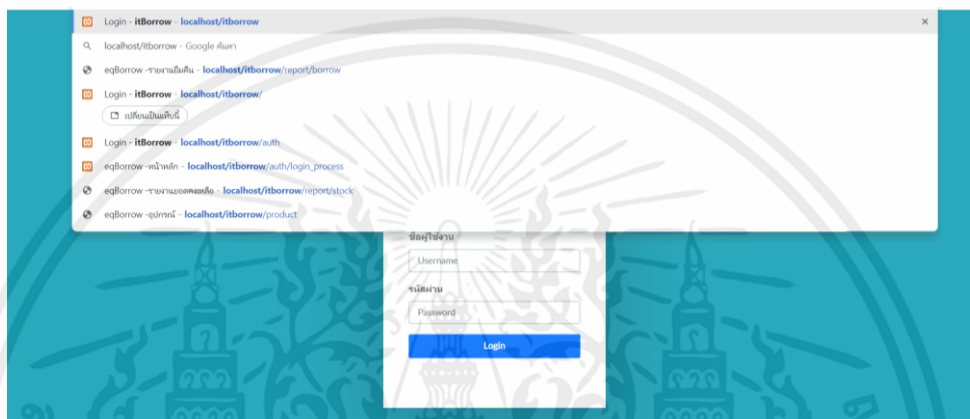 Login - itBorrow - localhost/itborrow
localhost/itborrow - Google ค้นหา
eqBorrow -รายงานยืมคืน - localhost/itborrow/report/borrow
Login - itBorrow - localhost/itborrow/
เปลี่ยนเป็นแท็บนี้
Login - itBorrow - localhost/itborrow/auth
eqBorrow -หน้าหลัก - localhost/itborrow/auth/login_process
eqBorrow -รายงานยอดคงเหลือ - localhost/itborrow/report/stock
eqBorrow -อุปกรณ์ - localhost/itborrow/product
ชื่อผู้ใช้งาน
Username
รหัสผ่าน
Password
Login